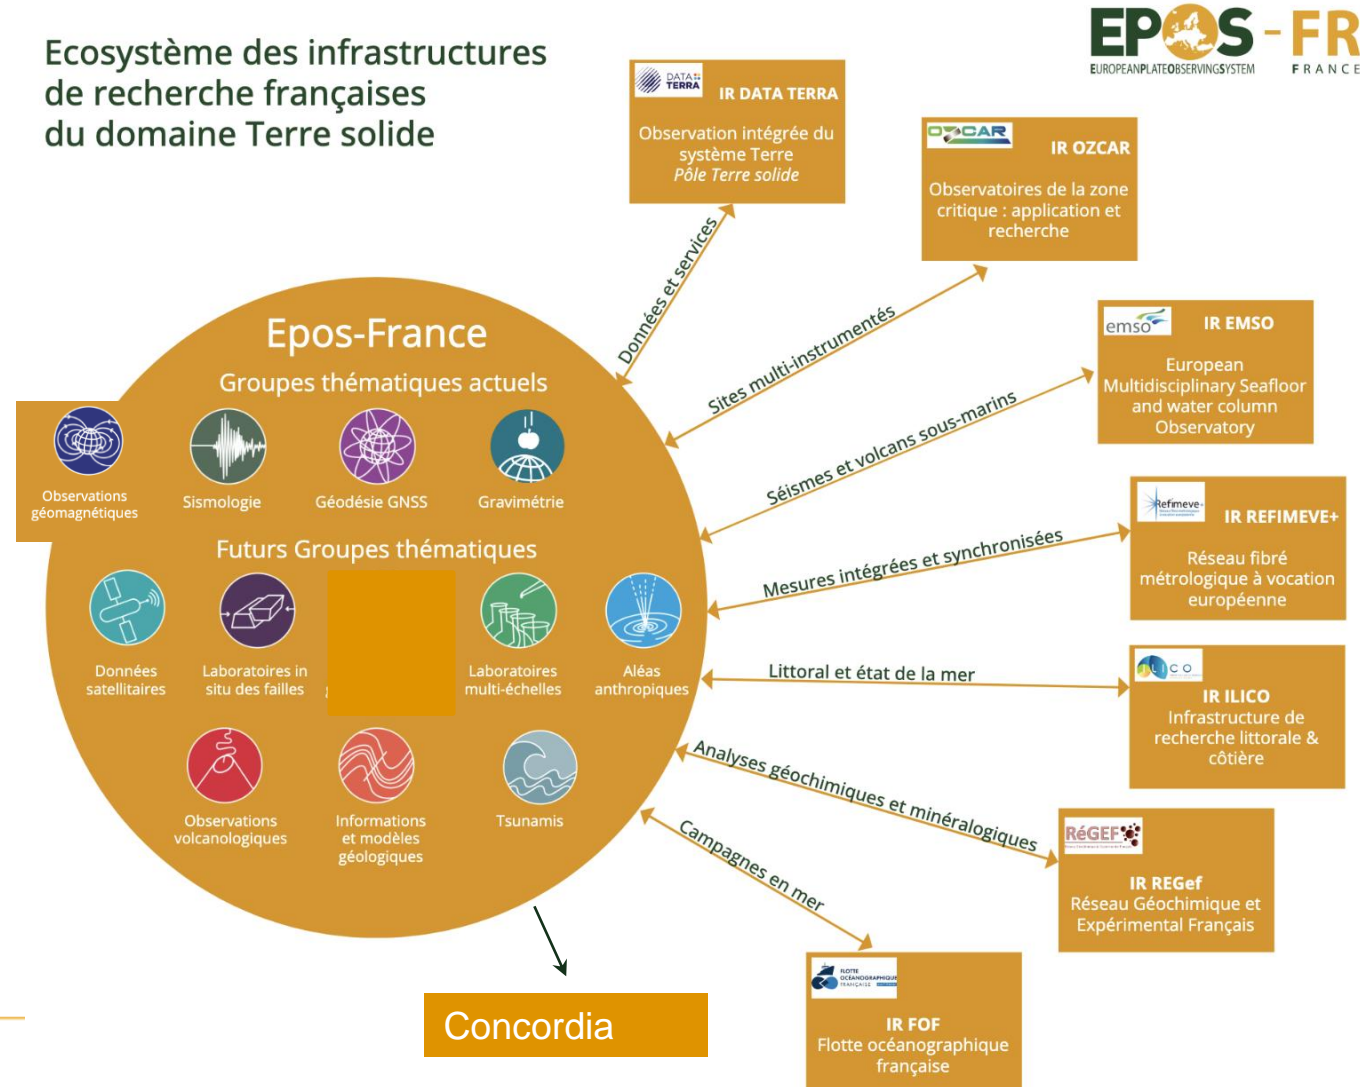 Ecosystème des infrastructures
de recherche françaises
du domaine Terre solide
EPOS-FR
EUROPEANPLATEOBSERVINGSYSTEM
FRANCE
DATA
TERRA
IR DATA TERRA
Observation intégrée du
système Terre
Pôle Terre solide
OZCAR
IR OZCAR
Observatoires de la zone
critique : application et
recherche
emso
IR EMSO
European
Multidisciplinary Seafloor
and water column
Observatory
Refimeve+
IR REFIMEVE+
Réseau fibré
métrologique à vocation
européenne
ILICO
IR ILICO
Infrastructure de
recherche littorale &
côtière
RéGEF
IR REGef
Réseau Géochimique et
Expérimental Français
FLOTTE
OCÉANOGRAPHIQUE
FRANÇAISE
IR FOF
Flotte océanographique
française
Données et services
Sites multi-instrumentés
Séismes et volcans sous-marins
Mesures intégrées et synchronisées
Littoral et état de la mer
Analyses géochimiques et minéralogiques
Campagnes en mer
Epos-France
Groupes thématiques actuels
Observations
géomagnétiques
Sismologie
Géodésie GNSS
Gravimétrie
Futurs Groupes thématiques
Données
satellitaires
Laboratoires in
situ des failles
Laboratoires
multi-échelles
Aléas
anthropiques
Observations
volcanologiques
Informations
et modèles
géologiques
Tsunamis
Concordia